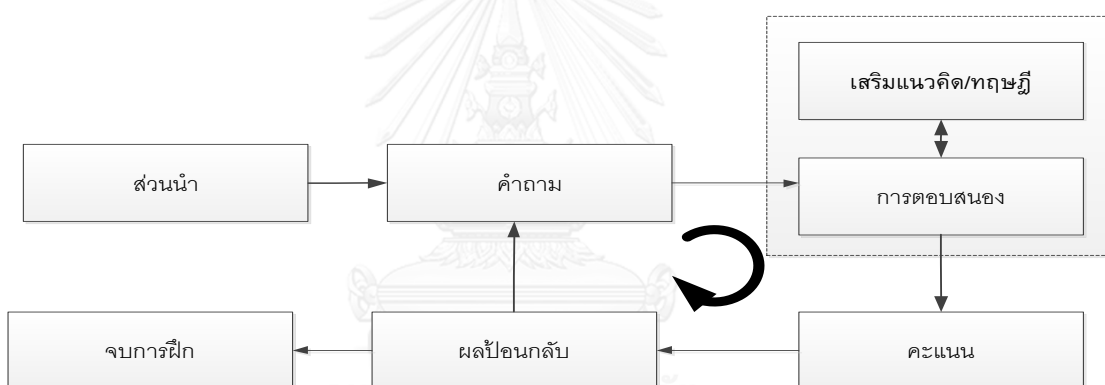 เสริมแนวคิด/ทฤษฎี
ส่วนนำ
คำถาม
การตอบสนอง
จบการฝึก
ผลป้อนกลับ
คะแนน